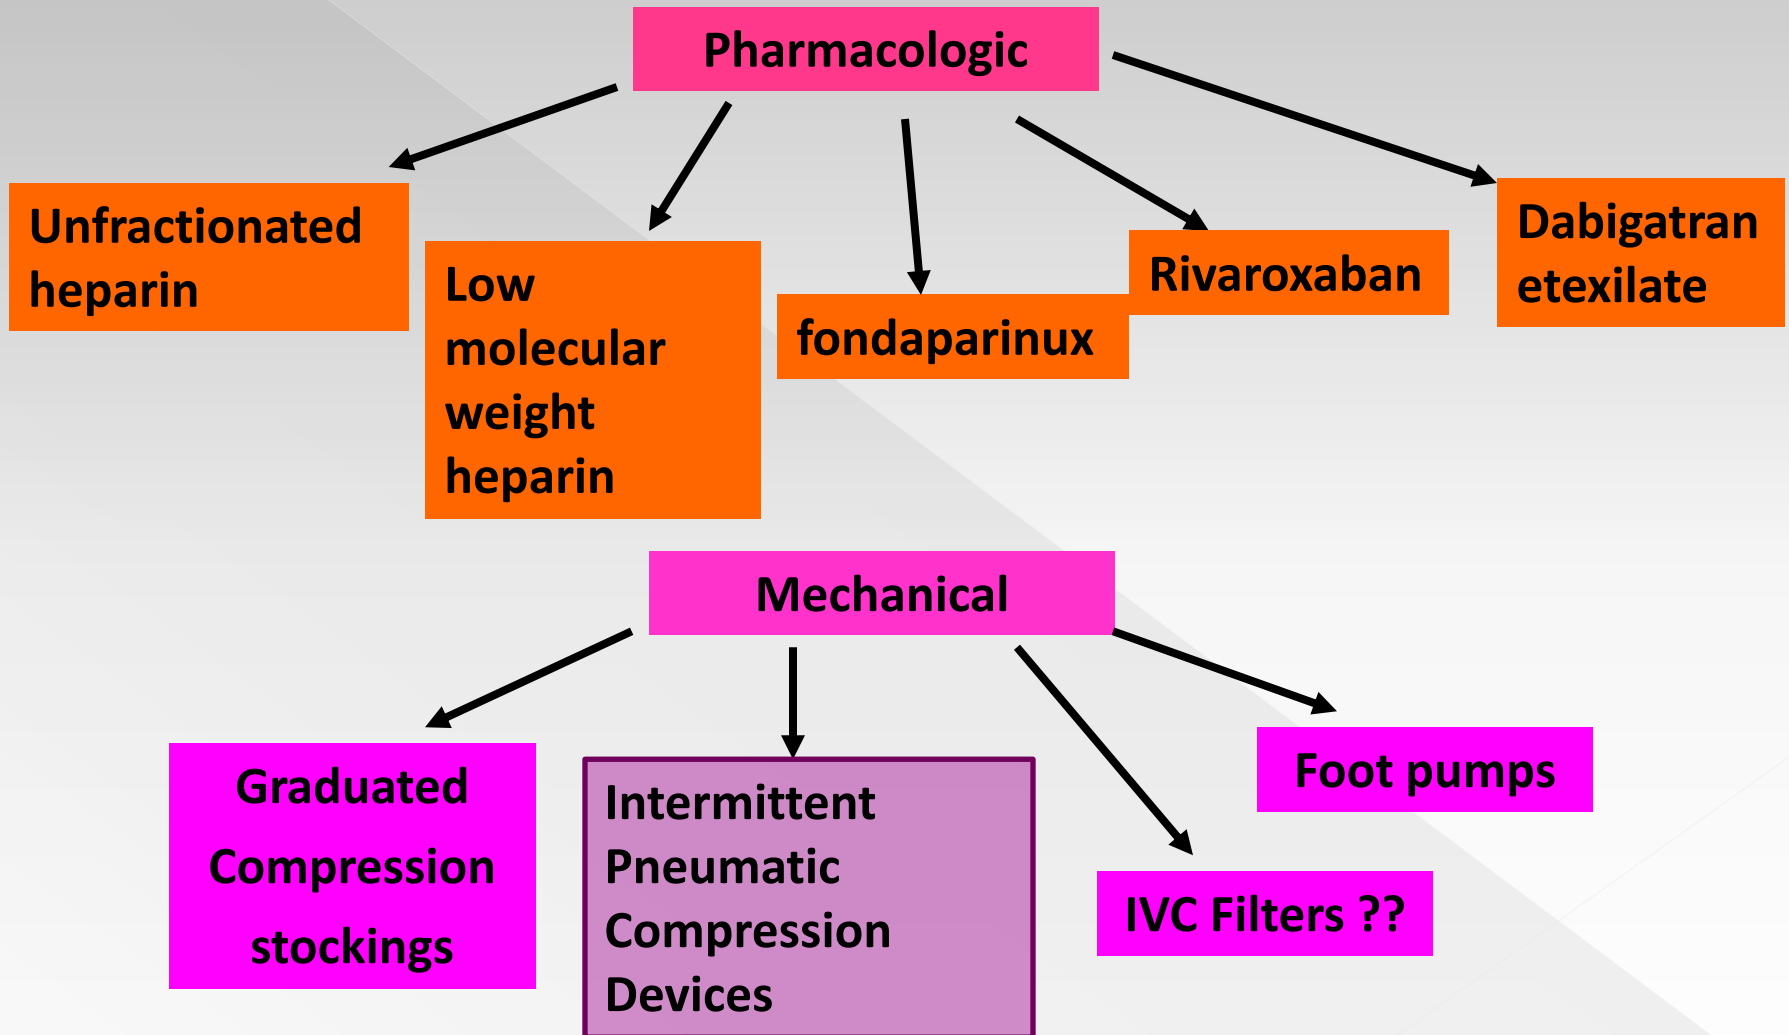 Pharmacologic
Unfractionated
heparin
Low
molecular
weight
heparin
fondaparinux
Rivaroxaban
Dabigatran
etexilate
Mechanical
Graduated
Compression
stockings
Intermittent
Pneumatic
Compression
Devices
IVC Filters ??
Foot pumps